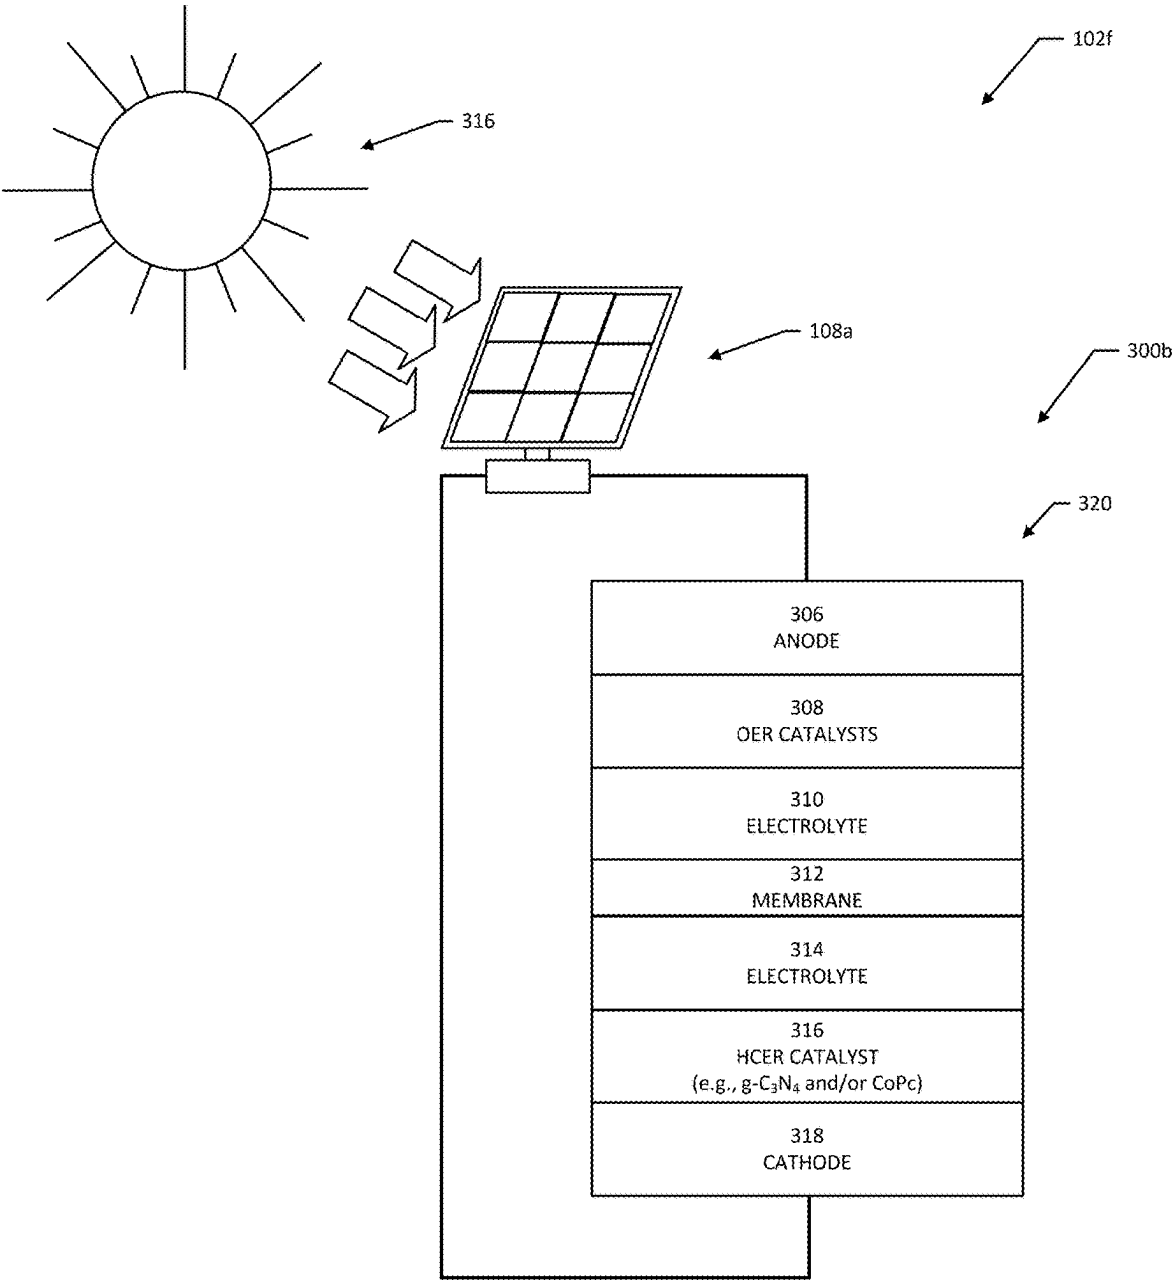 102f
316
108a
300b
320
306
ANODE
308
OER CATALYSTS
310
ELECTROLYTE
312
MEMBRANE
314
ELECTROLYTE
316
HCER CATALYST
(e.g., g-C₃N₄ and/or CoPc)
318
CATHODE